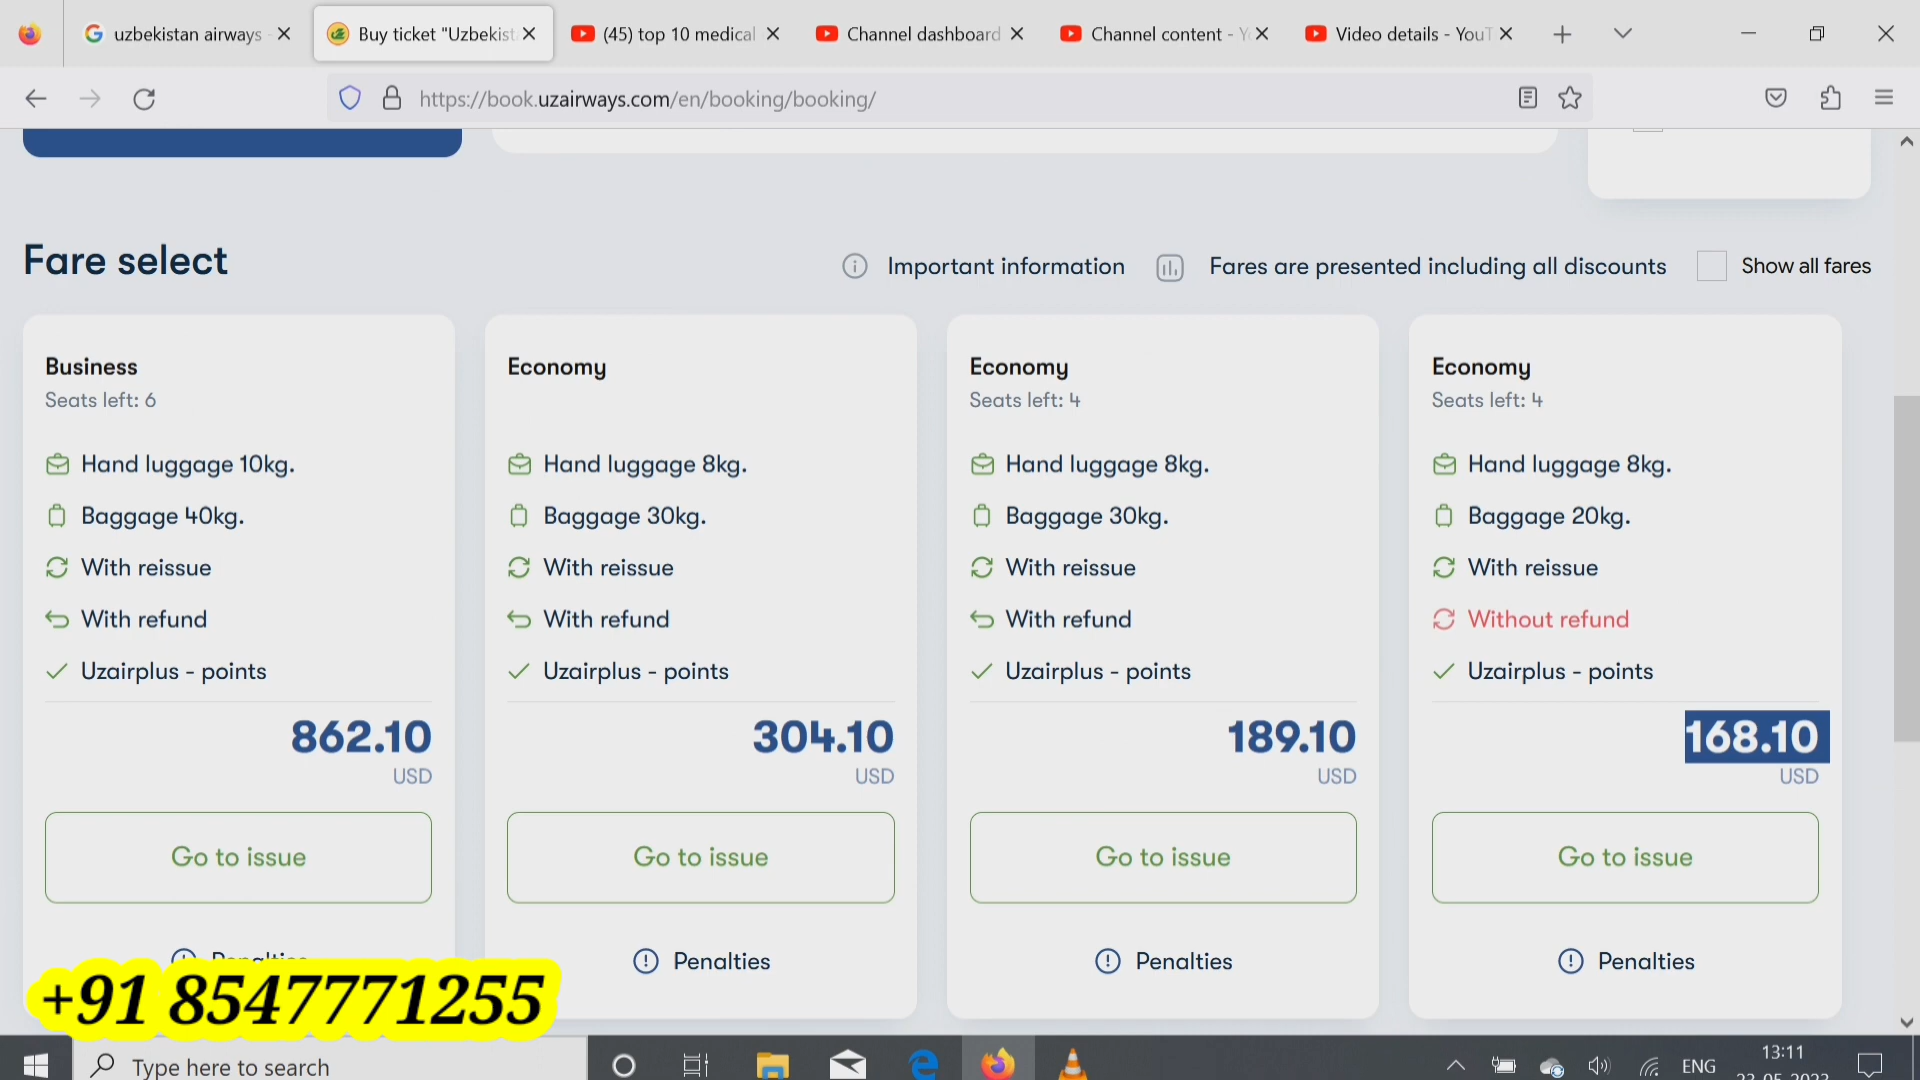 uzbekistan airways
Buy ticket "Uzbekist
(45) top 10 medical
Channel dashboard
Channel content - Y
Video details - YouT
https://book.uzairways.com/en/booking/booking/
Fare select
Important information
Fares are presented including all discounts
Show all fares
Business
Seats left: 6
Hand luggage 10kg.
Baggage 40kg.
With reissue
With refund
Uzairplus - points
862.10
USD
Go to issue
Economy
Hand luggage 8kg.
Baggage 30kg.
With reissue
With refund
Uzairplus - points
304.10
USD
Go to issue
Penalties
Economy
Seats left: 4
Hand luggage 8kg.
Baggage 30kg.
With reissue
With refund
Uzairplus - points
189.10
USD
Go to issue
Penalties
Economy
Seats left: 4
Hand luggage 8kg.
Baggage 20kg.
With reissue
Without refund
Uzairplus - points
168.10
USD
Go to issue
Penalties
+91 8547771255
Type here to search
ENG
13:11